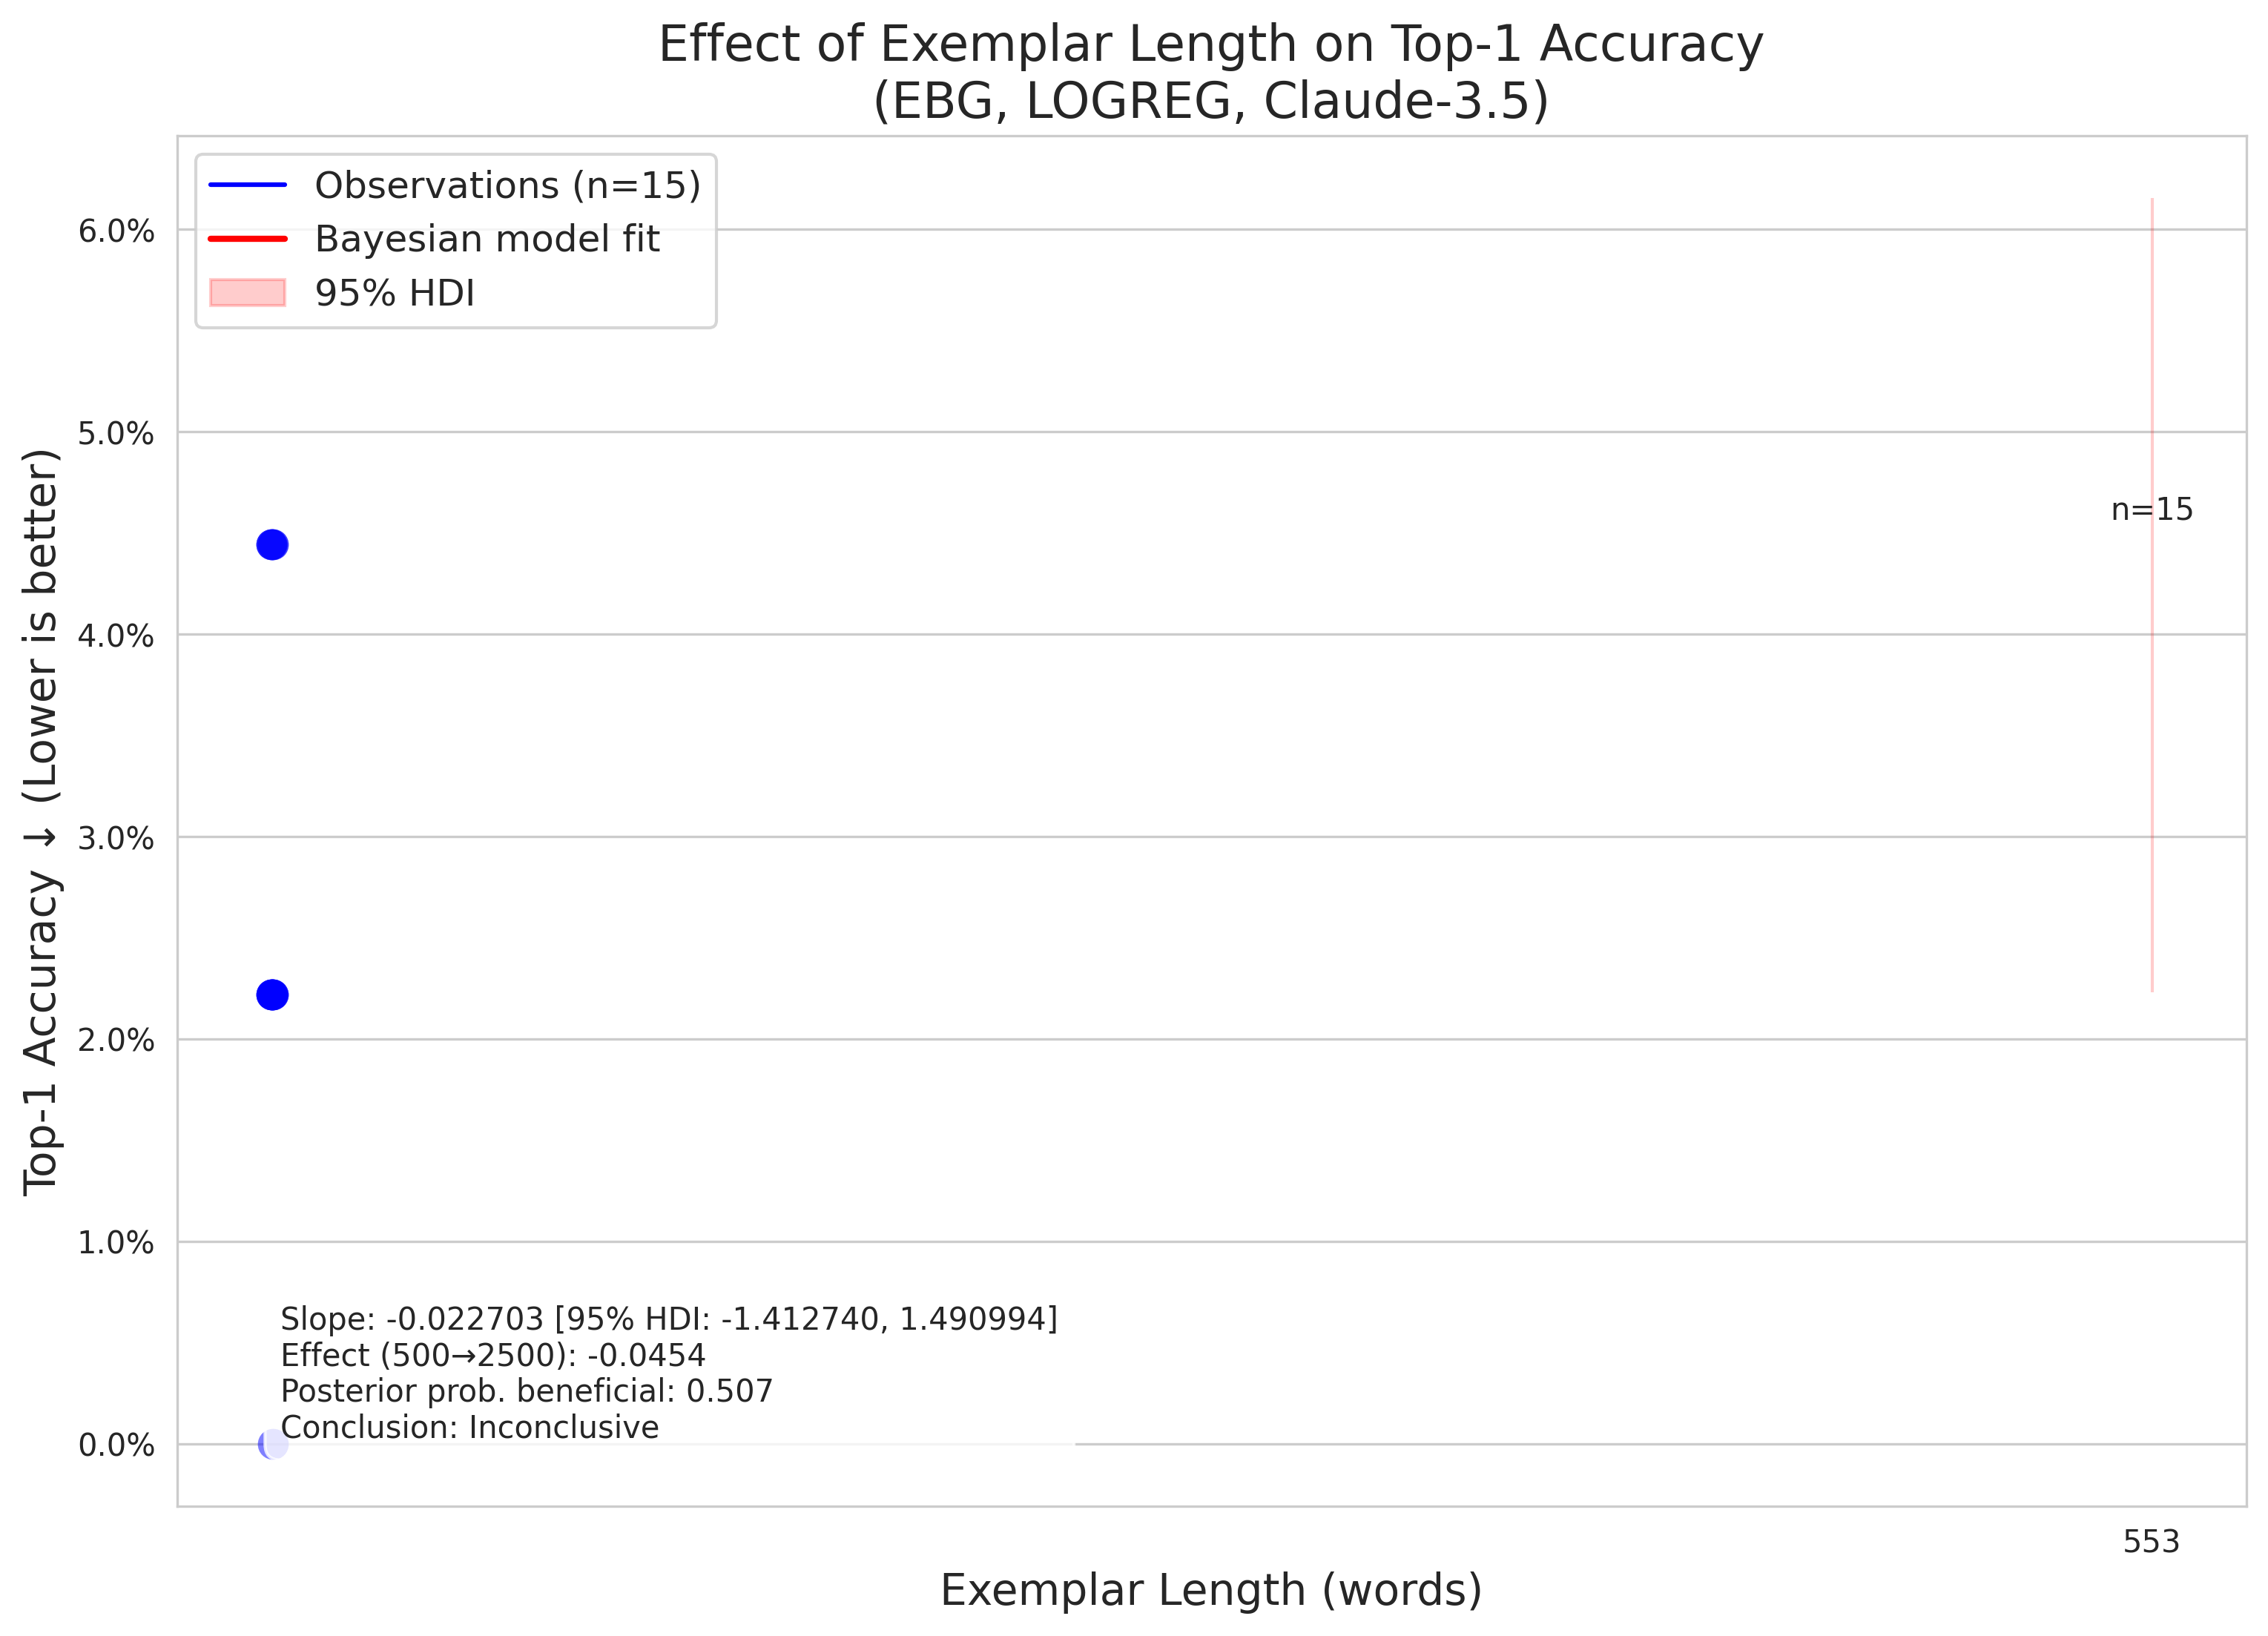 Effect of Exemplar Length on Top-1 Accuracy
(EBG, LOGREG, Claude-3.5)
Observations (n=15)
Bayesian model fit
95% HDI
Top-1 Accuracy ↓ (Lower is better)
6.0%
5.0%
4.0%
3.0%
2.0%
1.0%
0.0%
n=15
Slope: -0.022703 [95% HDI: -1.412740, 1.490994]
Effect (500→2500): -0.0454
Posterior prob. beneficial: 0.507
Conclusion: Inconclusive
553
Exemplar Length (words)